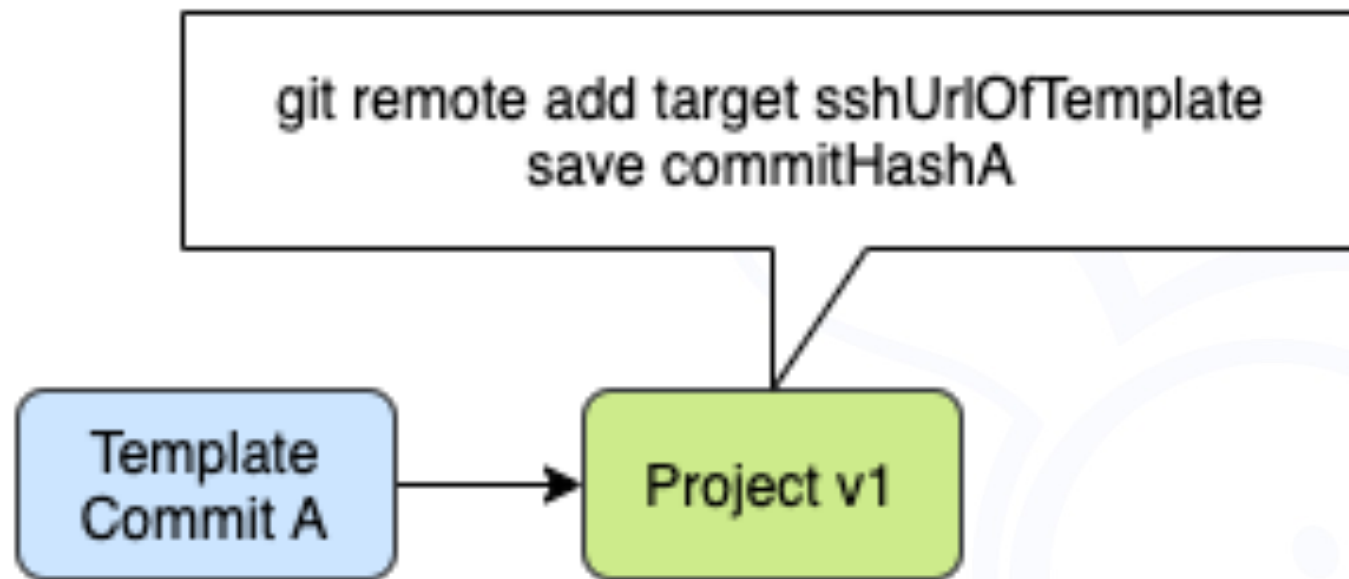 git remote add target sshUrlOfTemplate
save commitHashA
Template
Commit A
Project v1